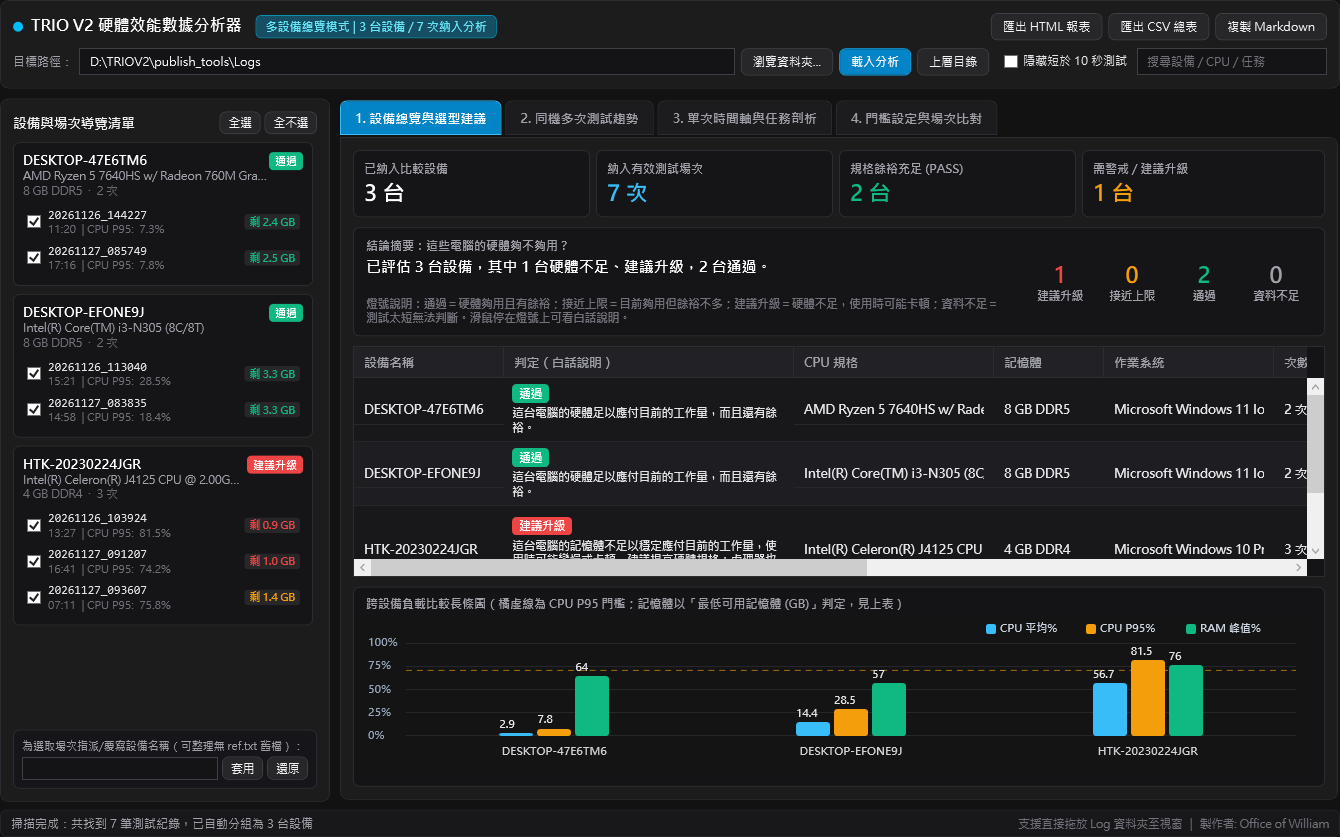 TRIO V2 硬體效能數據分析器
多設備總覽模式 | 3 台設備 / 7 次納入分析
匯出 HTML 報表
匯出 CSV 總表
複製 Markdown
目標路徑：
D:\TRIOV2\publish_tools\Logs
瀏覽資料夾...
載入分析
上層目錄
隱藏短於 10 秒測試
搜尋設備 / CPU / 任務
設備與場次導覽清單
全選
全不選
DESKTOP-47E6TM6
通過
AMD Ryzen 5 7640HS w/ Radeon 760M Gra...
8 GB DDR5 · 2 次
20261126_144227
11:20 | CPU P95: 7.3%
剩 2.4 GB
20261127_085749
17:16 | CPU P95: 7.8%
剩 2.5 GB
DESKTOP-EFONE9J
通過
Intel(R) Core(TM) i3-N305 (8C/8T)
8 GB DDR5 · 2 次
20261126_113040
15:21 | CPU P95: 28.5%
剩 3.3 GB
20261127_083835
14:58 | CPU P95: 18.4%
剩 3.3 GB
HTK-20230224JGR
建議升級
Intel(R) Celeron(R) J4125 CPU @ 2.00G...
4 GB DDR4 · 3 次
20261126_103924
13:27 | CPU P95: 81.5%
剩 0.9 GB
20261127_091207
16:41 | CPU P95: 74.2%
剩 1.0 GB
20261127_093607
07:11 | CPU P95: 75.8%
剩 1.4 GB
為選取場次指派/覆寫設備名稱（可整理無 ref.txt 舊檔）：
套用
還原
1. 設備總覽與選型建議
2. 同機多次測試趨勢
3. 單次時間軸與任務剖析
4. 門檻設定與場次比對
已納入比較設備
3 台
納入有效測試場次
7 次
規格餘裕充足 (PASS)
2 台
需警戒 / 建議升級
1 台
結論摘要：這些電腦的硬體夠不夠用？
已評估 3 台設備，其中 1 台硬體不足、建議升級，2 台通過。
燈號說明：通過＝硬體夠用且有餘裕；接近上限＝目前夠用但餘裕不多；建議升級＝硬體不足，使用時可能卡頓；資料不足＝
測試太短無法判斷。滑鼠停在燈號上可看白話說明。
1
建議升級
0
接近上限
2
通過
0
資料不足
設備名稱
判定（白話說明）
CPU 規格
記憶體
作業系統
次數
DESKTOP-47E6TM6
通過
這台電腦的硬體足以應付目前的工作量，而且還有餘
裕。
AMD Ryzen 5 7640HS w/ Rade
8 GB DDR5
Microsoft Windows 11 Io
2 次
DESKTOP-EFONE9J
通過
這台電腦的硬體足以應付目前的工作量，而且還有餘
裕。
Intel(R) Core(TM) i3-N305 (8C
8 GB DDR5
Microsoft Windows 11 Io
2 次
HTK-20230224JGR
建議升級
這台電腦的記憶體不足以穩定應付目前的工作量，使
Intel(R) Celeron(R) J4125 CPU
4 GB DDR4
Microsoft Windows 10 Pr
3 次
跨設備負載比較長條圖（橘虛線為 CPU P95 門檻；記憶體以「最低可用記憶體 (GB)」判定，見上表）
CPU 平均%
CPU P95%
RAM 峰值%
100%
75%
50%
25%
0%
2.9
7.8
64
DESKTOP-47E6TM6
14.4
28.5
57
DESKTOP-EFONE9J
56.7
81.5
76
HTK-20230224JGR
掃描完成：共找到 7 筆測試紀錄，已自動分組為 3 台設備
支援直接拖放 Log 資料夾至視窗 | 製作者: Office of William